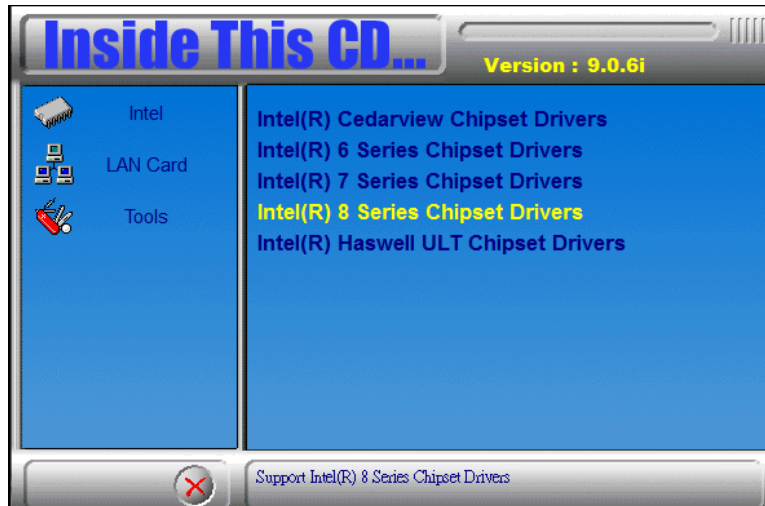 Inside This CD...
Version : 9.0.6i
Intel
LAN Card
Tools
Intel(R) Cedarview Chipset Drivers
Intel(R) 6 Series Chipset Drivers
Intel(R) 7 Series Chipset Drivers
Intel(R) 8 Series Chipset Drivers
Intel(R) Haswell ULT Chipset Drivers
Support Intel(R) 8 Series Chipset Drivers